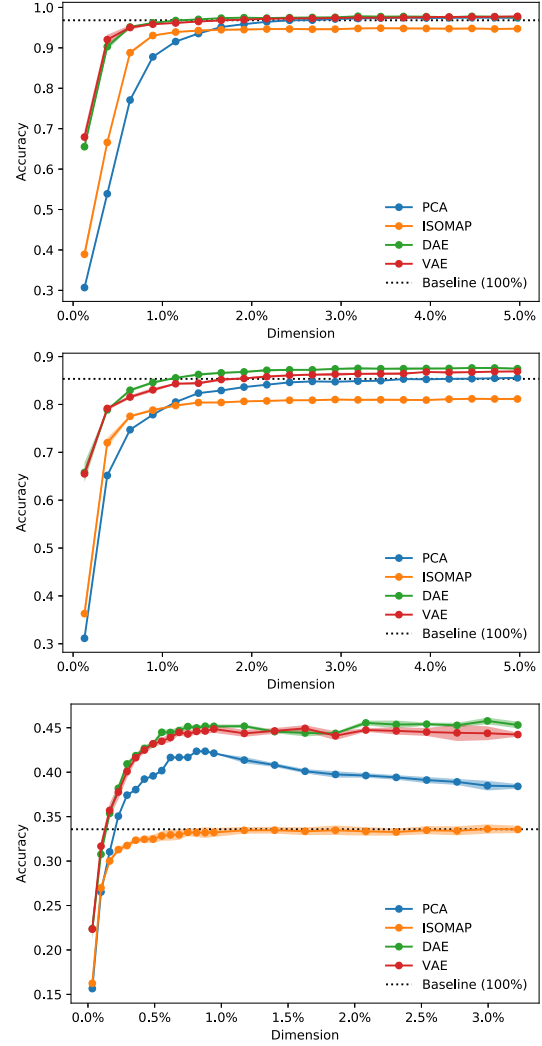 1.0
0.9
0.8
0.7
0.6
0.5
0.4
0.3
Accuracy
PCA
ISOMAP
DAE
VAE
Baseline (100%)
0.0% 1.0% 2.0% 3.0% 4.0% 5.0%
Dimension
0.9
0.8
0.7
0.6
0.5
0.4
0.3
Accuracy
PCA
ISOMAP
DAE
VAE
Baseline (100%)
0.0% 1.0% 2.0% 3.0% 4.0% 5.0%
Dimension
0.45
0.40
0.35
0.30
0.25
0.20
0.15
Accuracy
PCA
ISOMAP
DAE
VAE
Baseline (100%)
0.0% 0.5% 1.0% 1.5% 2.0% 2.5% 3.0%
Dimension